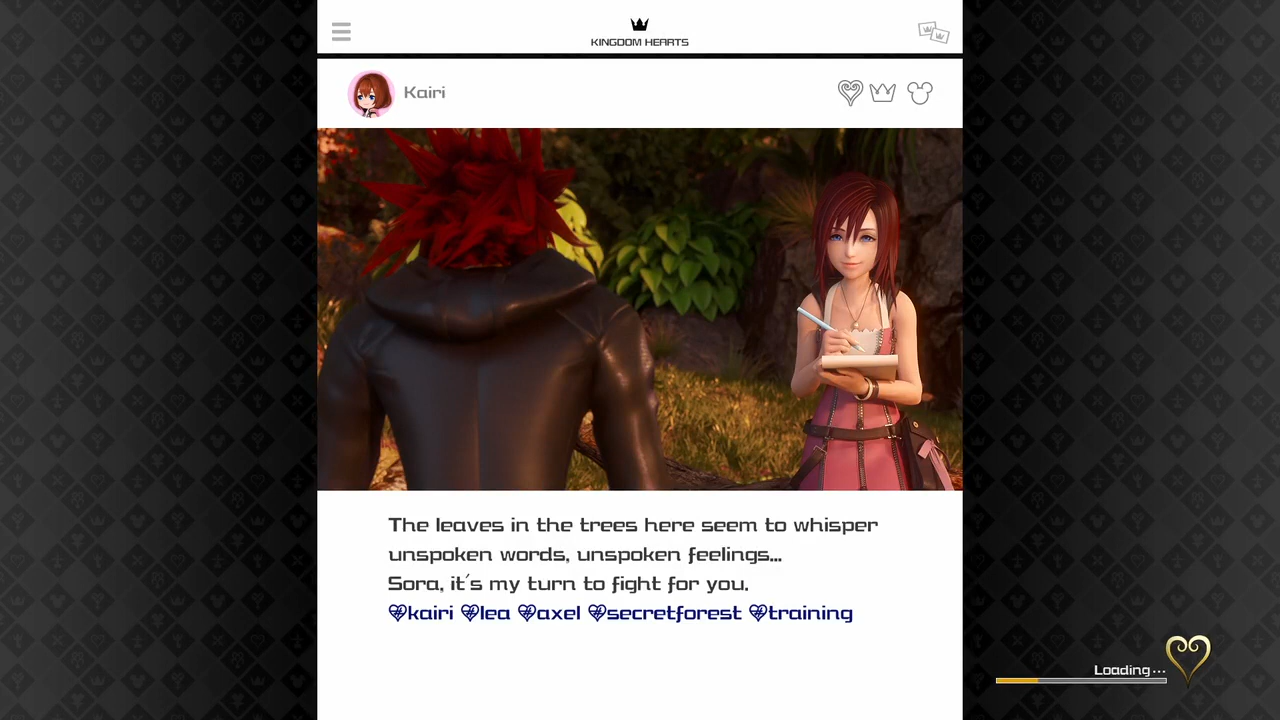 KINGDOM HEARTS
Kairi
The leaves in the trees here seem to whisper
unspoken words, unspoken feelings...
Sora, it's my turn to fight for you.
#kairi #lea #axel #secretforest #training
Loading...